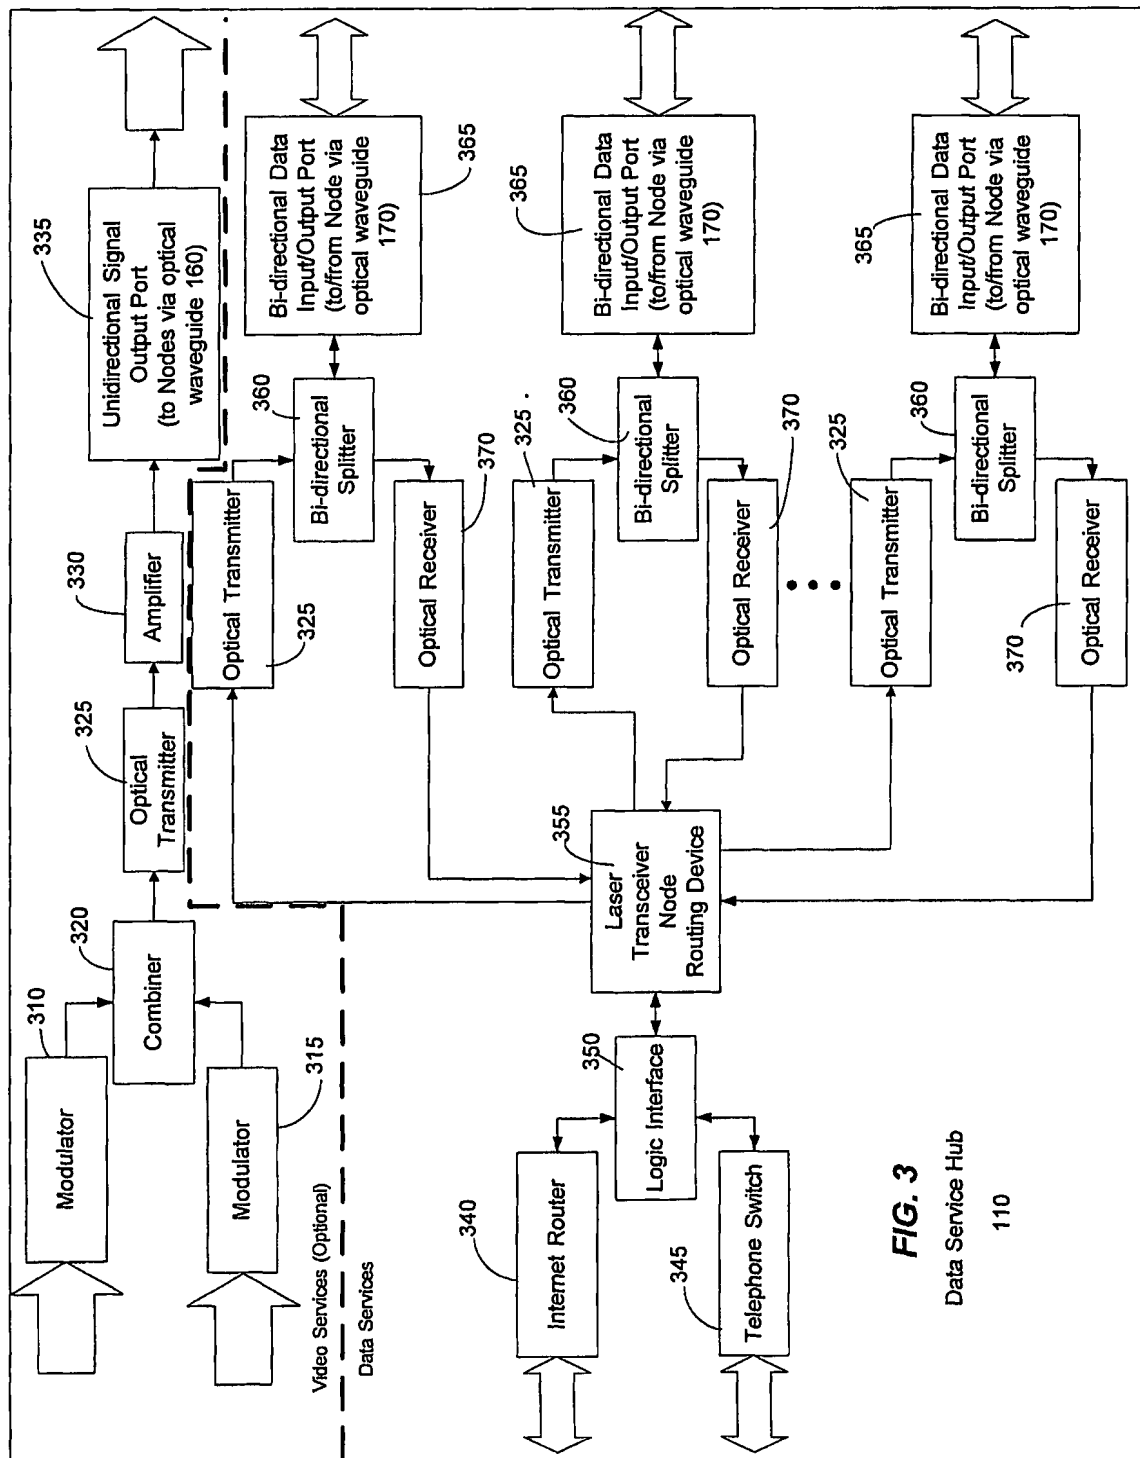 310
Modulator
320
Combiner
315
Modulator
325
Optical
Transmitter
330
Amplifier
335
Unidirectional Signal
Output Port
(to Nodes via optical
waveguide 160)
Video Services (Optional)
Data Services
Optical Transmitter
325
360
Bi-directional
Splitter
Bi-directional Data
Input/Output Port
(to/from Node via
optical waveguide
170)
365
Optical Receiver
370
325 .
Optical Transmitter
360
Bi-directional
Splitter
365
Bi-directional Data
Input/Output Port
(to/from Node via
optical waveguide
170)
Optical Receiver
370
325
Optical Transmitter
360
Bi-directional
Splitter
365
Bi-directional Data
Input/Output Port
(to/from Node via
optical waveguide
170)
Optical Receiver
370
355
Laser
Transceiver
Node
Routing Device
350
Logic Interface
340
Internet Router
345
Telephone Switch
FIG. 3
Data Service Hub
110